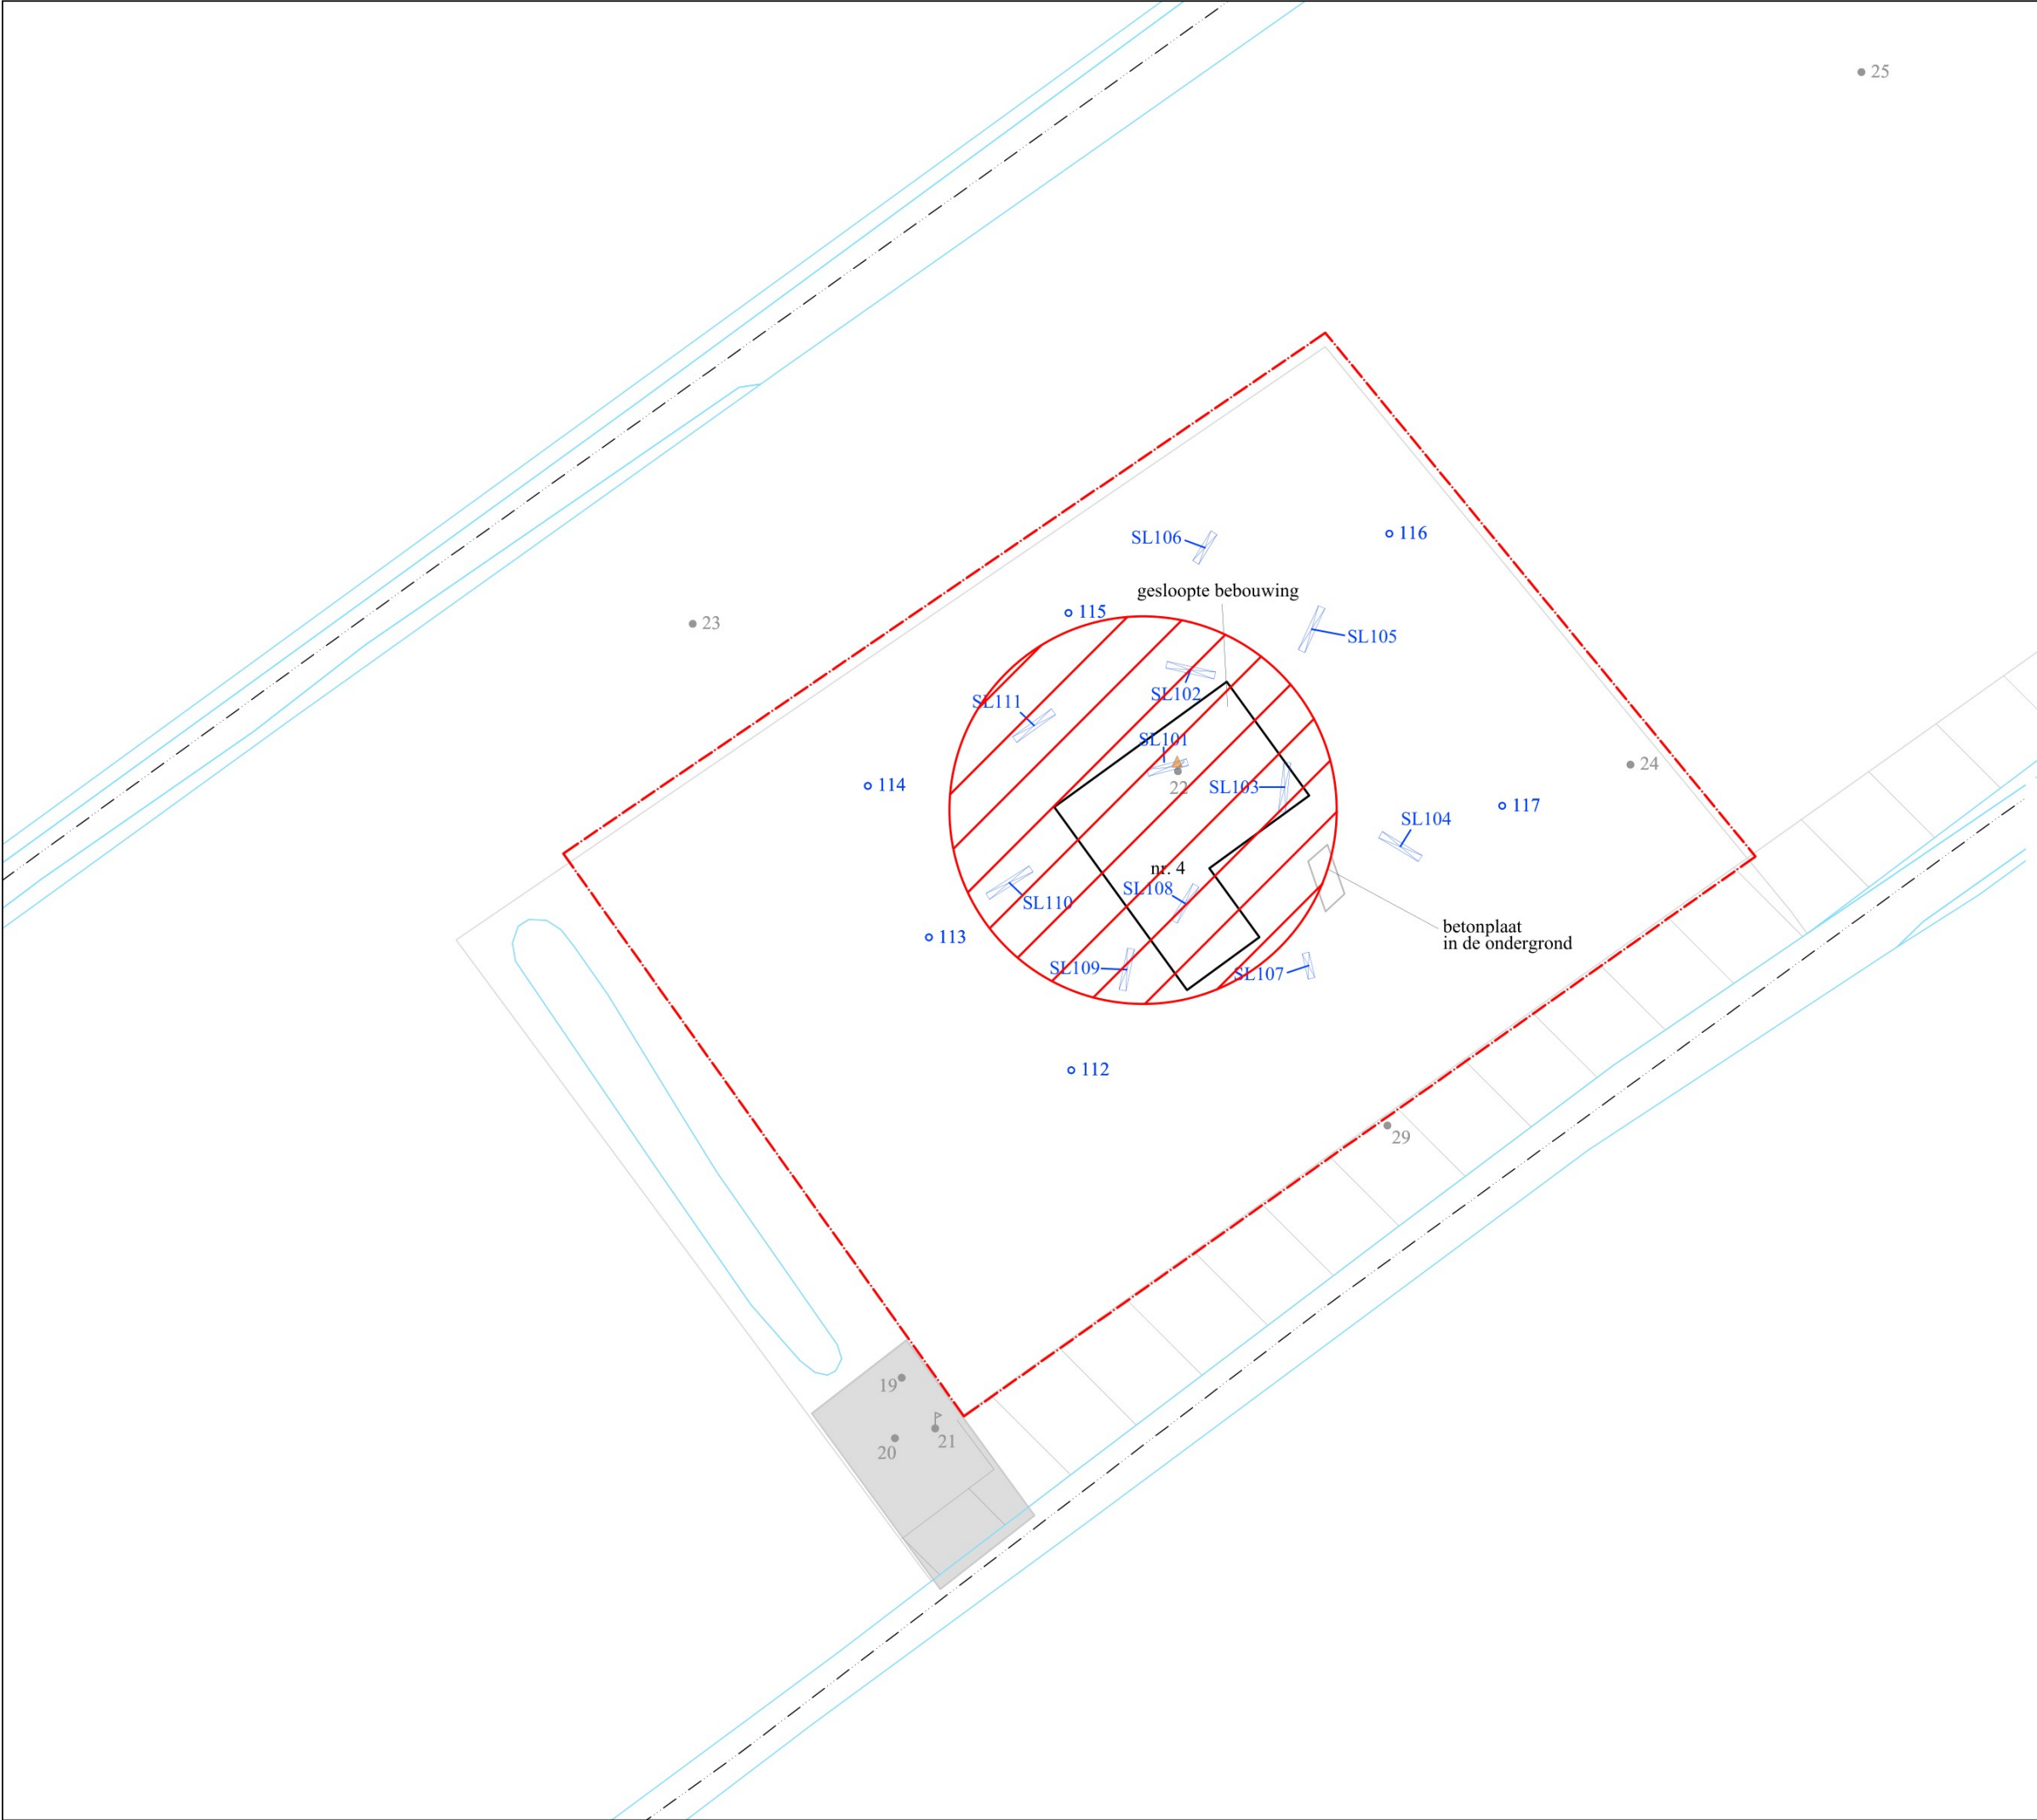 25
116
SL106
gesloopte bebouwing
115
23
SL105
SL102
SL111
SL101
24
114
22
SL103
117
SL104
nr. 4
SL108
SL110
betonplaat
in de ondergrond
113
SL109
SL107
112
29
19
21
20